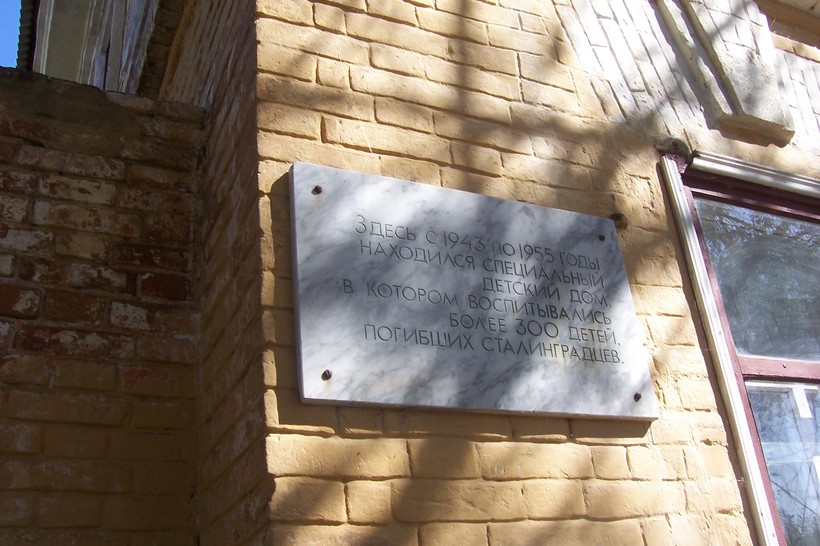 ЗДЕСЬ С 1943 ПО 1955 ГОДЫ
НАХОДИЛСЯ СПЕЦИАЛЬНЫЙ
ДЕТСКИЙ ДОМ,
В КОТОРОМ ВОСПИТЫВАЛИСЬ
БОЛЕЕ 300 ДЕТЕЙ,
ПОГИБШИХ СТАЛИНГРАДЦЕВ.